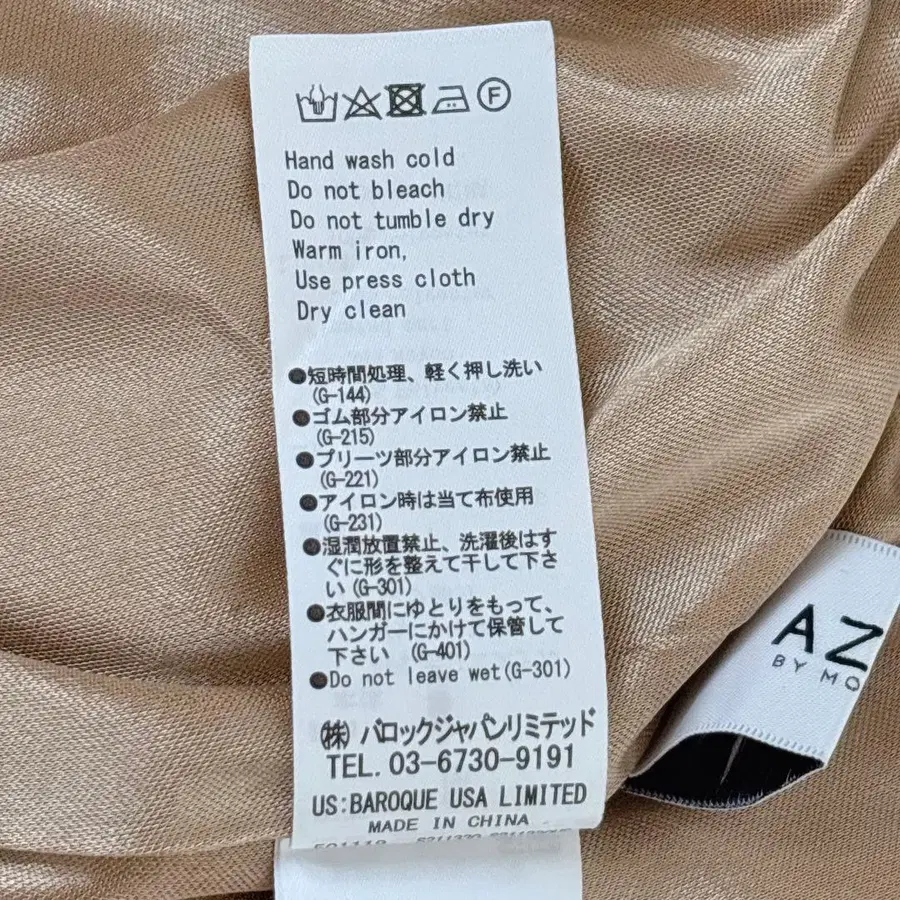 F
Hand wash cold
Do not bleach
Do not tumble dry
Warm iron,
Use press cloth
Dry clean
●短時間処理、軽く押し洗い
(G-144)
●ゴム部分アイロン禁止
(G-215)
●プリーツ部分アイロン禁止
(G-221)
●アイロン時は当て布使用
(G-231)
●湿潤放置禁止、洗濯後はす
ぐに形を整えて干して下さ
い(G-301)
●衣服間にゆとりをもって、
ハンガーにかけて保管して
下さい (G-401)
●Do not leave wet(G-301)
㈱ バロックジャパンリミテッド
TEL. 03-6730-9191
US:BAROQUE USA LIMITED
MADE IN CHINA
AZ
BY MO